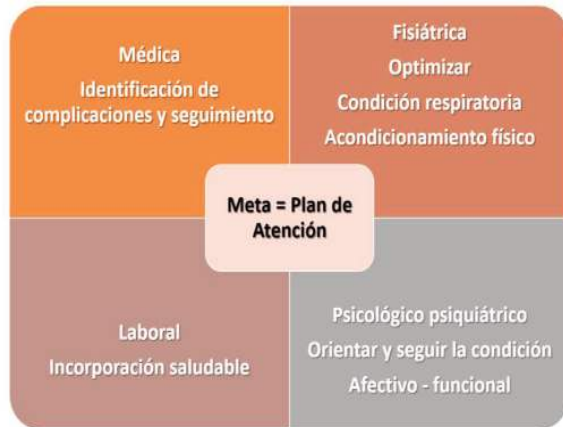 Médica
Identificación de
complicaciones y seguimiento
Fisiátrica
Optimizar
Condición respiratoria
Acondicionamiento físico
Meta = Plan de
Atención
Laboral
Incorporación saludable
Psicológico psiquiátrico
Orientar y seguir la condición
Afectivo - funcional